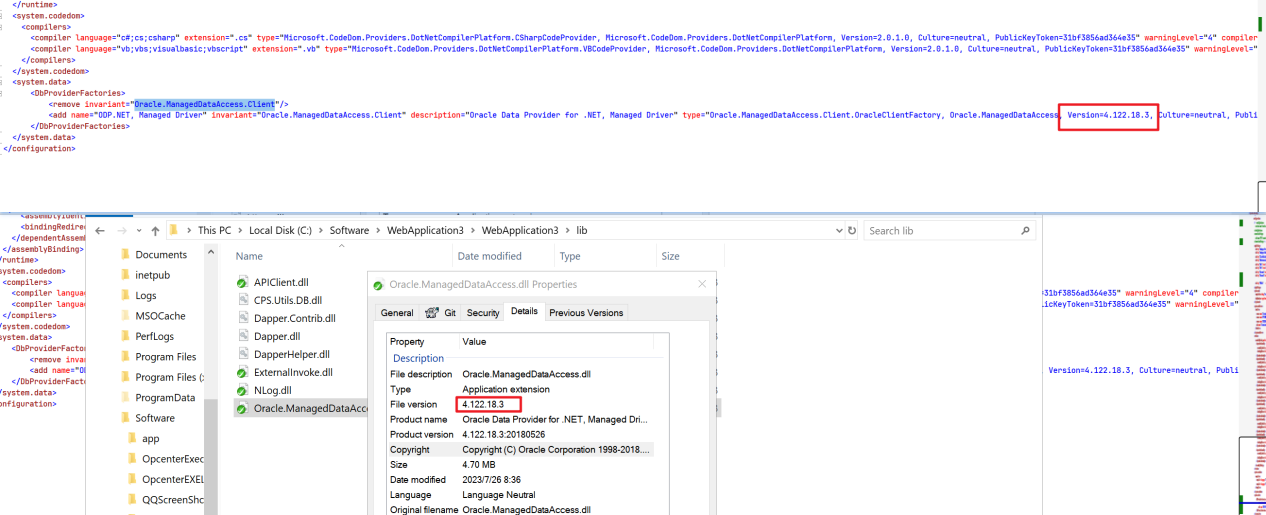 </runtime>
<system.codedom>
<compilers>
<compiler language="c#;cs;csharp" extension=".cs" type="Microsoft.CodeDom.Providers.DotNetCompilerPlatform.CSharpCodeProvider, Microsoft.CodeDom.Providers.DotNetCompilerPlatform, Version=2.0.1.0, Culture=neutral, PublicKeyToken=31bf3856ad364e35" warningLevel="4" compiler
<compiler language="vb;vbs;visualbasic;vbscript" extension=".vb" type="Microsoft.CodeDom.Providers.DotNetCompilerPlatform.VBCodeProvider, Microsoft.CodeDom.Providers.DotNetCompilerPlatform, Version=2.0.1.0, Culture=neutral, PublicKeyToken=31bf3856ad364e35" warningLevel="
</compilers>
</system.codedom>
<system.data>
<DbProviderFactories>
<remove invariant="Oracle.ManagedDataAccess.Client"/>
<add name="ODP.NET, Managed Driver" invariant="Oracle.ManagedDataAccess.Client" description="Oracle Data Provider for .NET, Managed Driver" type="Oracle.ManagedDataAccess.Client.OracleClientFactory, Oracle.ManagedDataAccess, Version=4.122.18.3, Culture=neutral, Publi
</DbProviderFactories>
</system.data>
</configuration>
<bindingRedire
</dependentAssem
</assemblyBinding>
/runtime>
system.codedom>
<compilers>
<compiler langua
<compiler langua
</compilers>
/system.codedom>
system.data>
<DbProviderFacto
<remove invar
<add name="OD
</DbProviderFact
/system.data>
onfiguration>
This PC > Local Disk (C:) > Software > WebApplication3 > WebApplication3 > lib
Search lib
Documents
inetpub
Logs
MSOCache
PerfLogs
Program Files
Program Files (
ProgramData
Software
app
OpcenterExec
OpcenterEXEL
QQScreenSho
Name Date modified Type Size
APIClient.dll
CPS.Utils.DB.dll
Dapper.Contrib.dll
Dapper.dll
DapperHelper.dll
ExternalInvoke.dll
NLog.dll
Oracle.ManagedDataAcc
Oracle.ManagedDataAccess.dll Properties
General Git Security Details Previous Versions
Property Value
Description
File description Oracle.ManagedDataAccess.dll
Type Application extension
File version 4.122.18.3
Product name Oracle Data Provider for .NET, Managed Dri...
Product version 4.122.18.3:20180526
Copyright Copyright (C) Oracle Corporation 1998-2018....
Size 4.70 MB
Date modified 2023/7/26 8:36
Language Language Neutral
Original filename Oracle.ManagedDataAccess.dll
31bf3856ad364e35" warningLevel="4" compiler
licKeyToken=31bf3856ad364e35" warningLevel="
Version=4.122.18.3, Culture=neutral, Publi